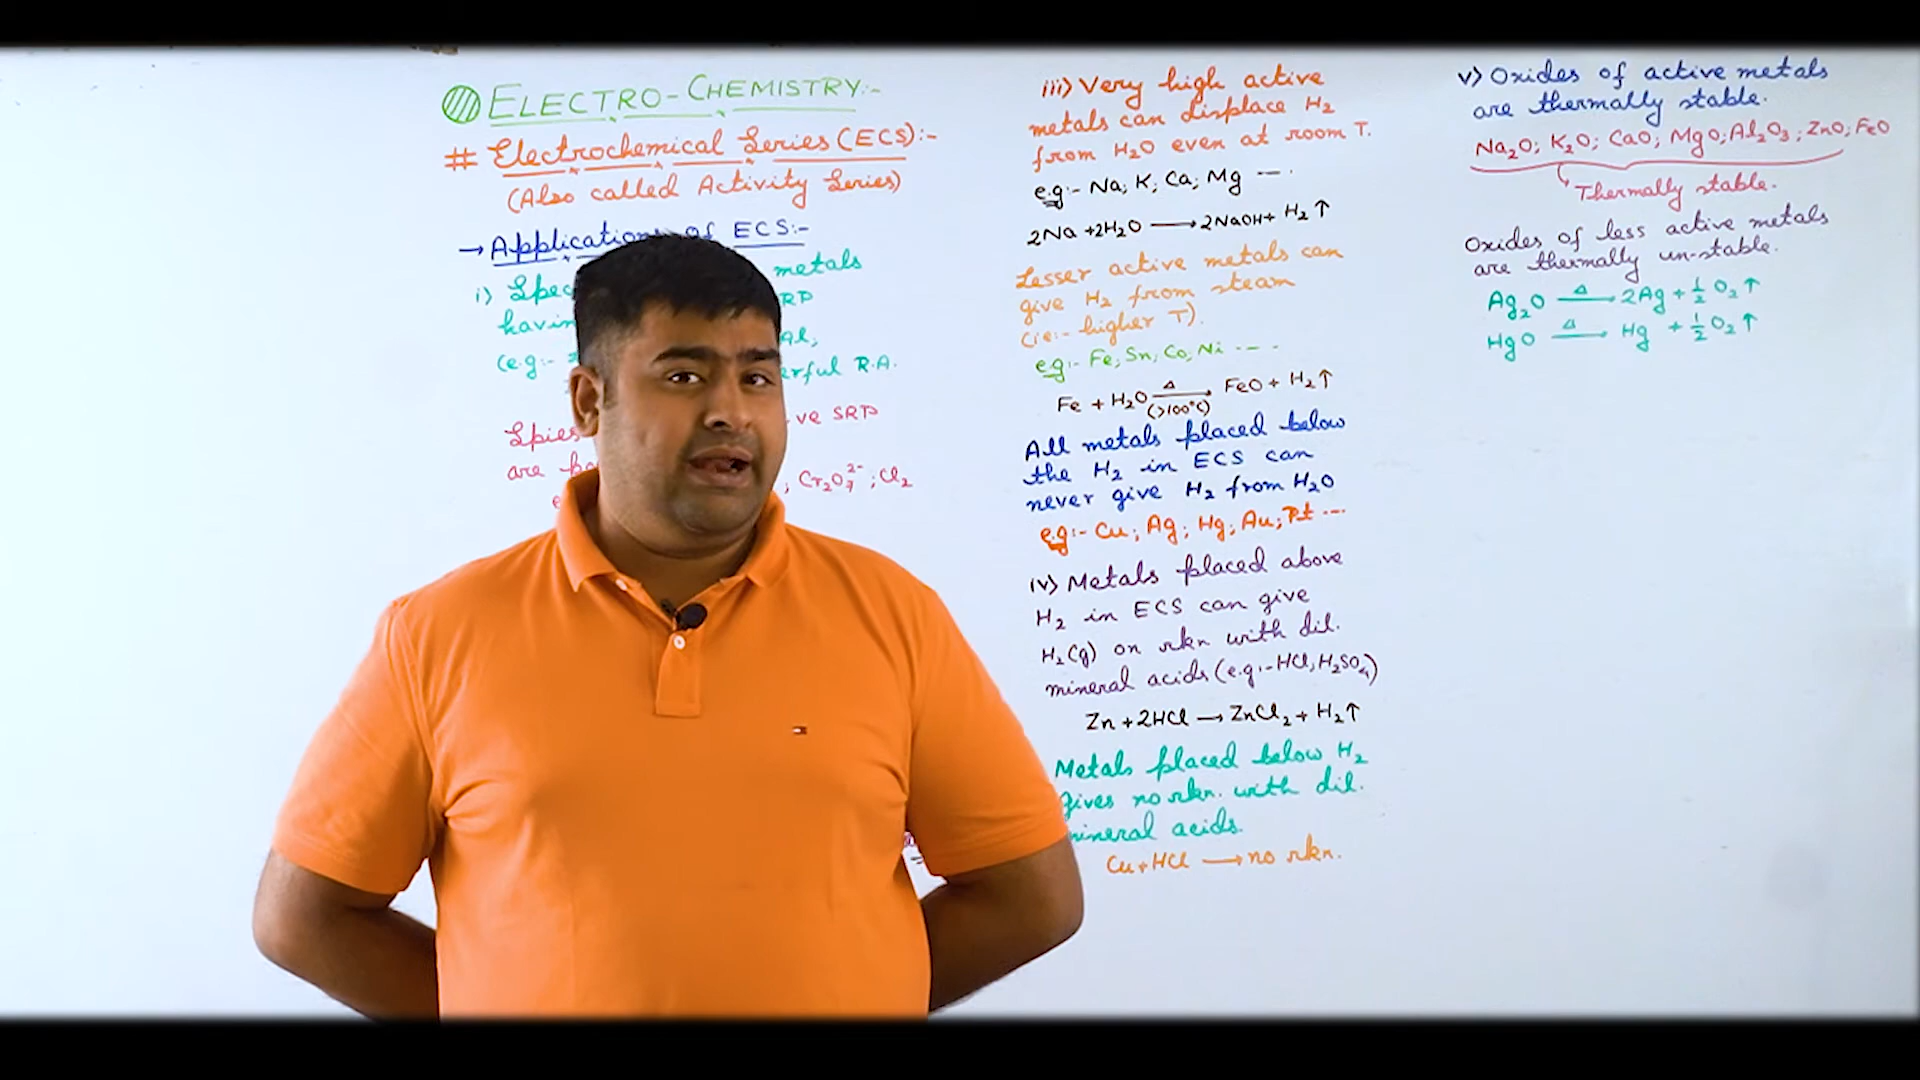 ELECTRO-CHEMISTRY:-
# Electrochemical Series (ECS):-
(Also called Activity Series)
→ Applications of ECS:-
i) metals
RP
(e.g:-
erful R.A.
ve SRP
are
, Cr₂O₇²⁻ ; Cl₂
iii) Very high active
metals can displace H₂
from H₂O even at room T.
e.g:- Na; K; Ca; Mg ---.
2Na + 2H₂O → 2NaOH + H₂↑
Lesser active metals can
give H₂ from steam
(ie:- higher T).
e.g:- Fe; Sn; Co; Ni ----
Fe + H₂O →Δ (>100°C) FeO + H₂↑
All metals placed below
the H₂ in ECS can
never give H₂ from H₂O
e.g:- Cu; Ag; Hg; Au; Pt ---
iv) Metals placed above
H₂ in ECS can give
H₂(g) on rkn with dil.
mineral acids (e.g:- HCl, H₂SO₄)
Zn + 2HCl → ZnCl₂ + H₂↑
Metals placed below H₂
gives no rkn. with dil.
mineral acids.
Cu + HCl → no rkn.
v) Oxides of active metals
are thermally stable.
Na₂O; K₂O; CaO; MgO; Al₂O₃; ZnO; FeO
Thermally stable.
Oxides of less active metals
are thermally un-stable.
Ag₂O →Δ 2Ag + ½ O₂↑
HgO →Δ Hg + ½ O₂↑